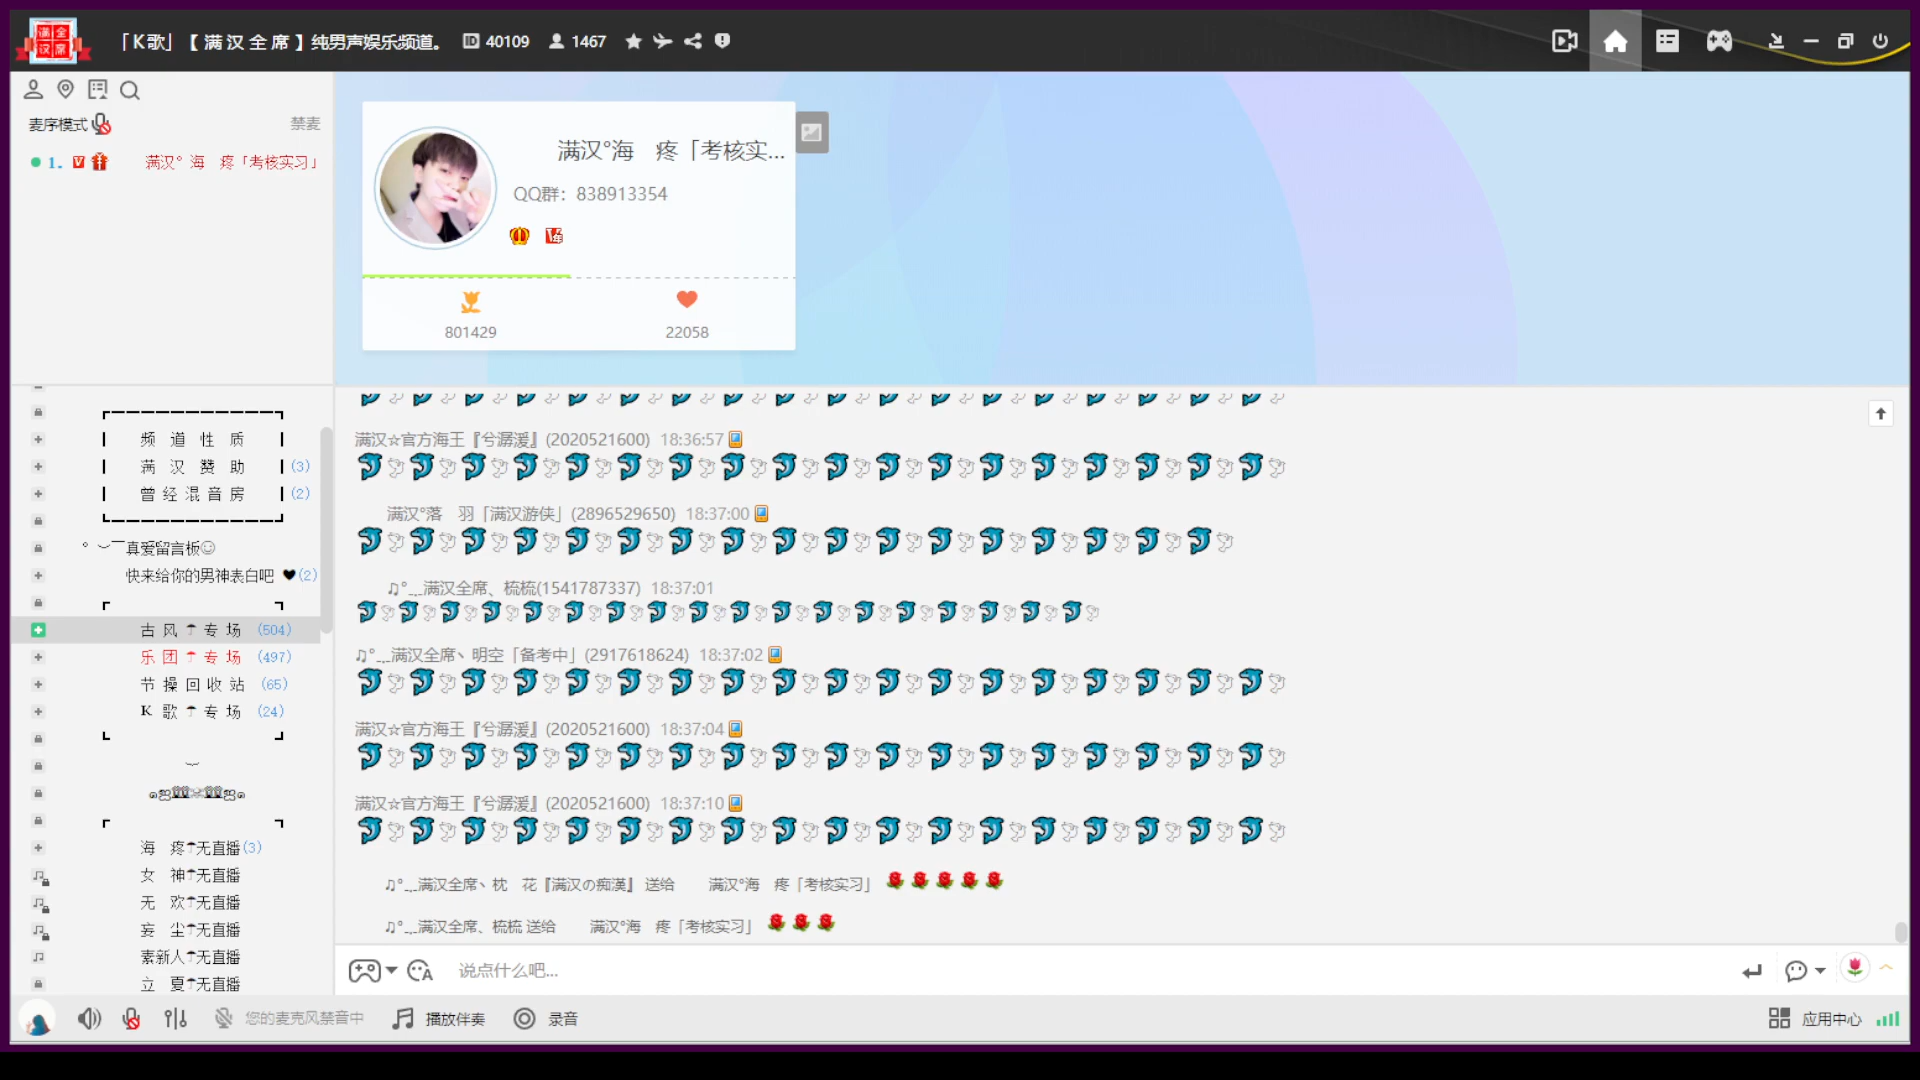 满汉全席
「K歌」【 满 汉 全 席 】纯男声娱乐频道。 ID 40109 1467
麦序模式 禁麦
1. 满汉° 海 疼「考核实习」
满汉°海 疼「考核实...
QQ群: 838913354
801429 22058
频 道 性 质
满 汉 赞 助 (3)
曾 经 混 音 房 (2)
真爱留言板
快来给你的男神表白吧 (2)
古 风 ☂ 专 场 (504)
乐 团 ☂ 专 场 (497)
节 操 回 收 站 (65)
K 歌 ☂ 专 场 (24)
海 疼☂无直播(3)
女 神☂无直播
无 欢☂无直播
妄 尘☂无直播
素新人☂无直播
立 夏☂无直播
满汉☆官方海王『兮潺湲』(2020521600) 18:36:57
满汉°落 羽「满汉游侠」(2896529650) 18:37:00
♫°﹎满汉全席、梳梳(1541787337) 18:37:01
♫°﹎满汉全席丶明空「备考中」(2917618624) 18:37:02
满汉☆官方海王『兮潺湲』(2020521600) 18:37:04
满汉☆官方海王『兮潺湲』(2020521600) 18:37:10
♫°﹎满汉全席丶枕 花『满汉の痴漢』 送给 满汉°海 疼「考核实习」
♫°﹎满汉全席、梳梳 送给 满汉°海 疼「考核实习」
说点什么吧...
您的麦克风禁音中 播放伴奏 录音 应用中心